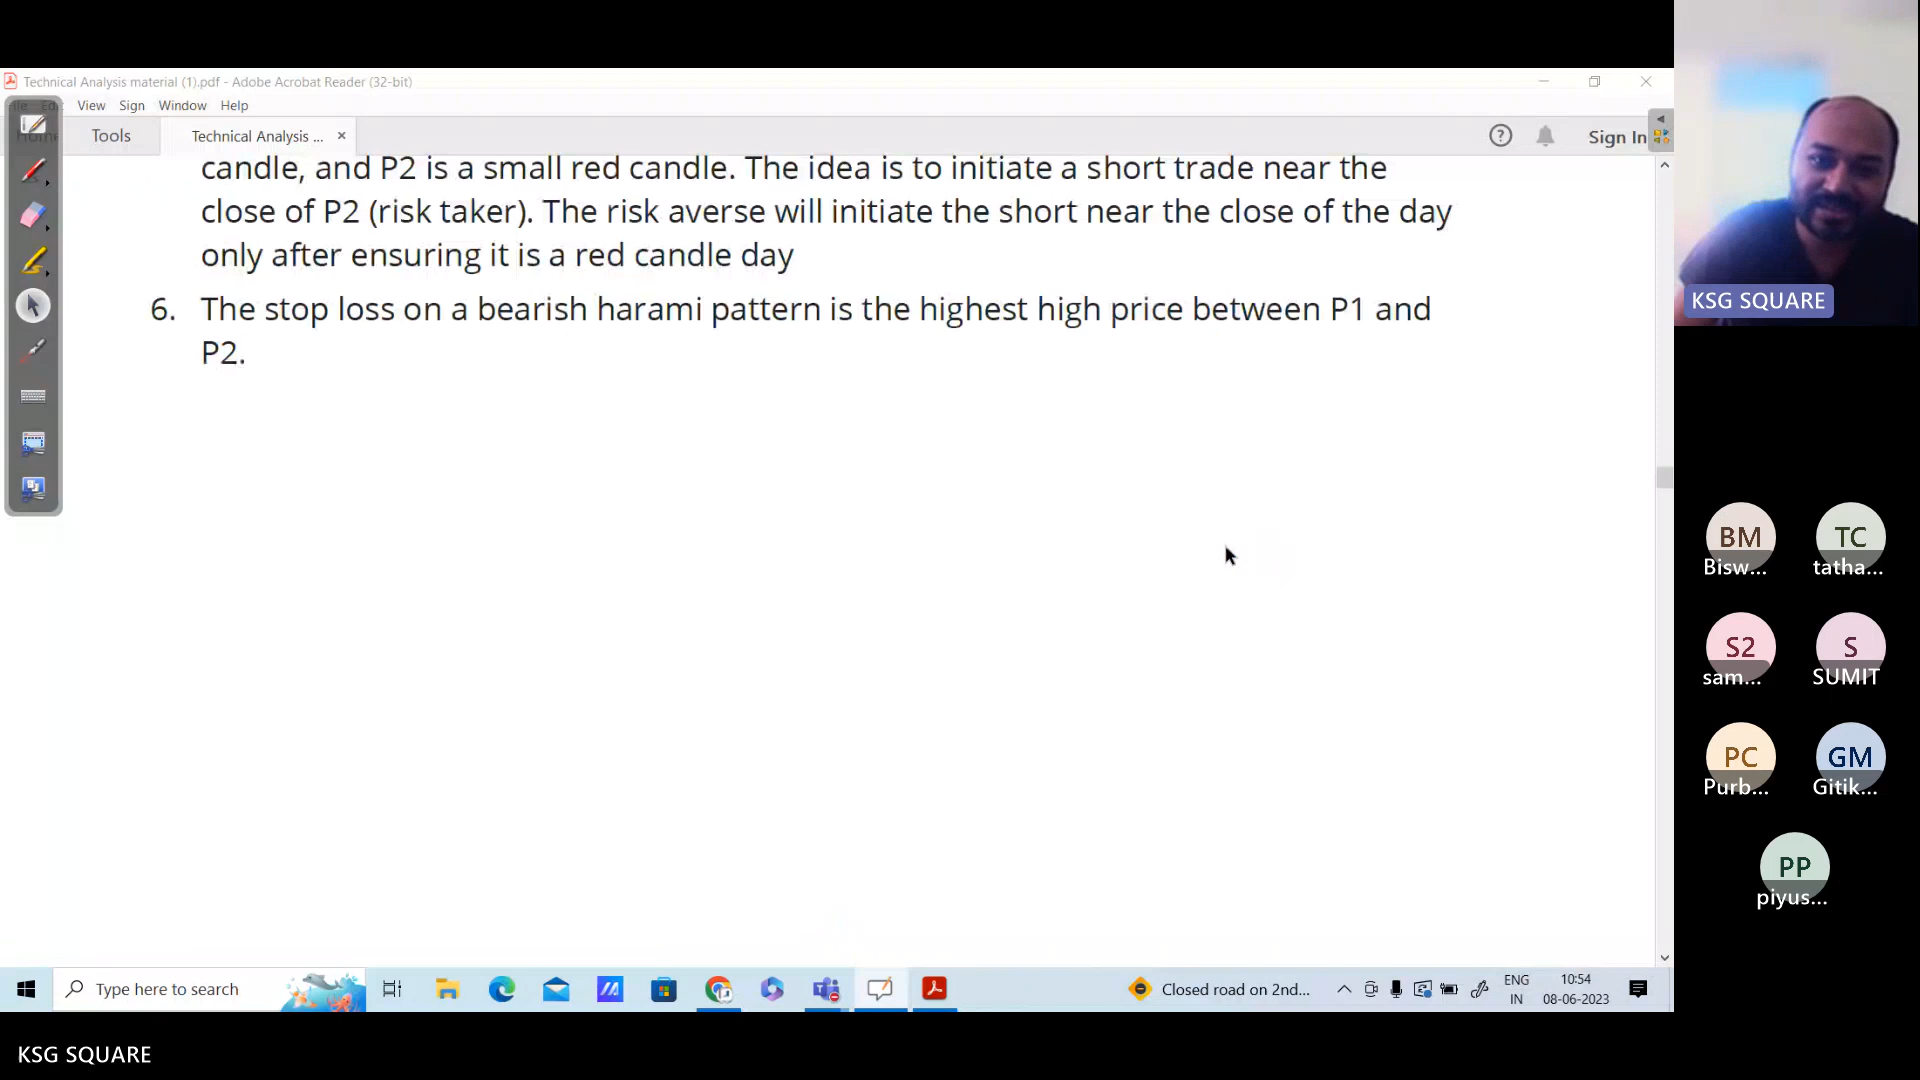 Technical Analysis material (1).pdf - Adobe Acrobat Reader (32-bit)
View Sign Window Help
Tools
Technical Analysis ...
Sign In
candle, and P2 is a small red candle. The idea is to initiate a short trade near the
close of P2 (risk taker). The risk averse will initiate the short near the close of the day
only after ensuring it is a red candle day
6. The stop loss on a bearish harami pattern is the highest high price between P1 and
P2.
KSG SQUARE
BM
Bisw...
TC
tatha...
S2
sam...
S
SUMIT
PC
Purb...
GM
Gitik...
PP
piyus...
Type here to search
Closed road on 2nd...
ENG
IN
10:54
08-06-2023
KSG SQUARE